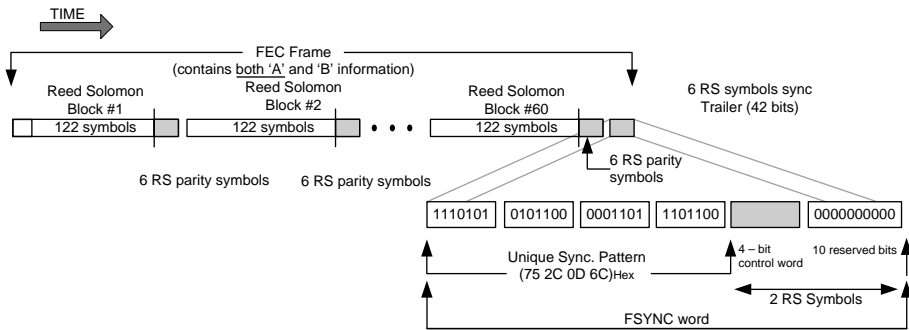 TIME
FEC Frame
(contains both 'A' and 'B' information)
Reed Solomon
Block #1
Reed Solomon
Block #2
Reed Solomon
Block #60
6 RS symbols sync
Trailer (42 bits)
122 symbols
122 symbols
122 symbols
6 RS parity symbols
6 RS parity symbols
6 RS parity
symbols
1110101
0101100
0001101
1101100
0000000000
Unique Sync. Pattern
(75 2C 0D 6C)Hex
4 – bit
control word
10 reserved bits
2 RS Symbols
FSYNC word